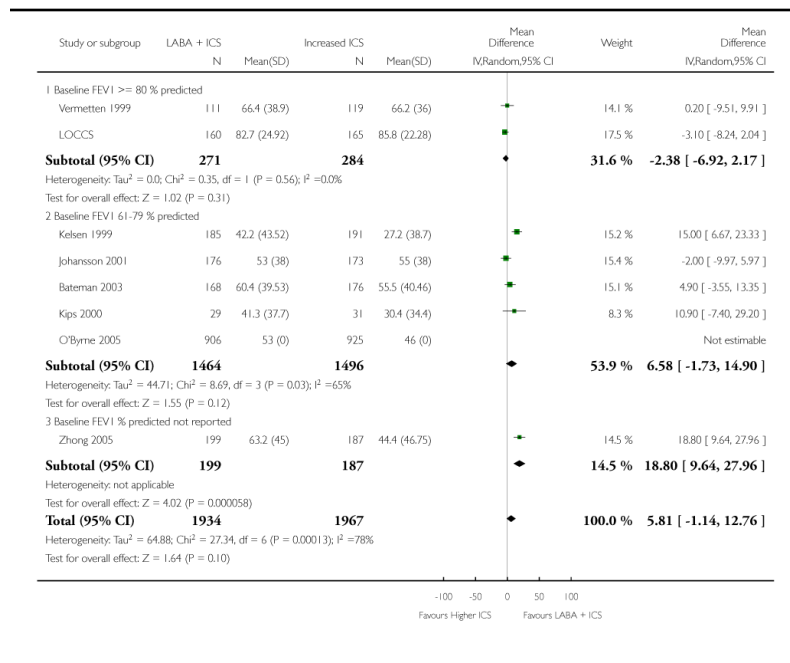 Study or subgroup LABA + ICS Increased ICS Mean Difference Weight Mean Difference
N Mean(SD) N Mean(SD) IV,Random,95% CI IV,Random,95% CI
1 Baseline FEV1 >= 80 % predicted
Vermetten 1999 111 66.4 (38.9) 119 66.2 (36) 14.1 % 0.20 [ -9.51, 9.91 ]
LOCCS 160 82.7 (24.92) 165 85.8 (22.28) 17.5 % -3.10 [ -8.24, 2.04 ]
Subtotal (95% CI) 271 284 31.6 % -2.38 [ -6.92, 2.17 ]
Heterogeneity: Tau² = 0.0; Chi² = 0.35, df = 1 (P = 0.56); I² =0.0%
Test for overall effect: Z = 1.02 (P = 0.31)
2 Baseline FEV1 61-79 % predicted
Kelsen 1999 185 42.2 (43.52) 191 27.2 (38.7) 15.2 % 15.00 [ 6.67, 23.33 ]
Johansson 2001 176 53 (38) 173 55 (38) 15.4 % -2.00 [ -9.97, 5.97 ]
Bateman 2003 168 60.4 (39.53) 176 55.5 (40.46) 15.1 % 4.90 [ -3.55, 13.35 ]
Kips 2000 29 41.3 (37.7) 31 30.4 (34.4) 8.3 % 10.90 [ -7.40, 29.20 ]
O'Byrne 2005 906 53 (0) 925 46 (0) Not estimable
Subtotal (95% CI) 1464 1496 53.9 % 6.58 [ -1.73, 14.90 ]
Heterogeneity: Tau² = 44.71; Chi² = 8.69, df = 3 (P = 0.03); I² =65%
Test for overall effect: Z = 1.55 (P = 0.12)
3 Baseline FEV1 % predicted not reported
Zhong 2005 199 63.2 (45) 187 44.4 (46.75) 14.5 % 18.80 [ 9.64, 27.96 ]
Subtotal (95% CI) 199 187 14.5 % 18.80 [ 9.64, 27.96 ]
Heterogeneity: not applicable
Test for overall effect: Z = 4.02 (P = 0.000058)
Total (95% CI) 1934 1967 100.0 % 5.81 [ -1.14, 12.76 ]
Heterogeneity: Tau² = 64.88; Chi² = 27.34, df = 6 (P = 0.00013); I² =78%
Test for overall effect: Z = 1.64 (P = 0.10)
-100 -50 0 50 100
Favours Higher ICS Favours LABA + ICS